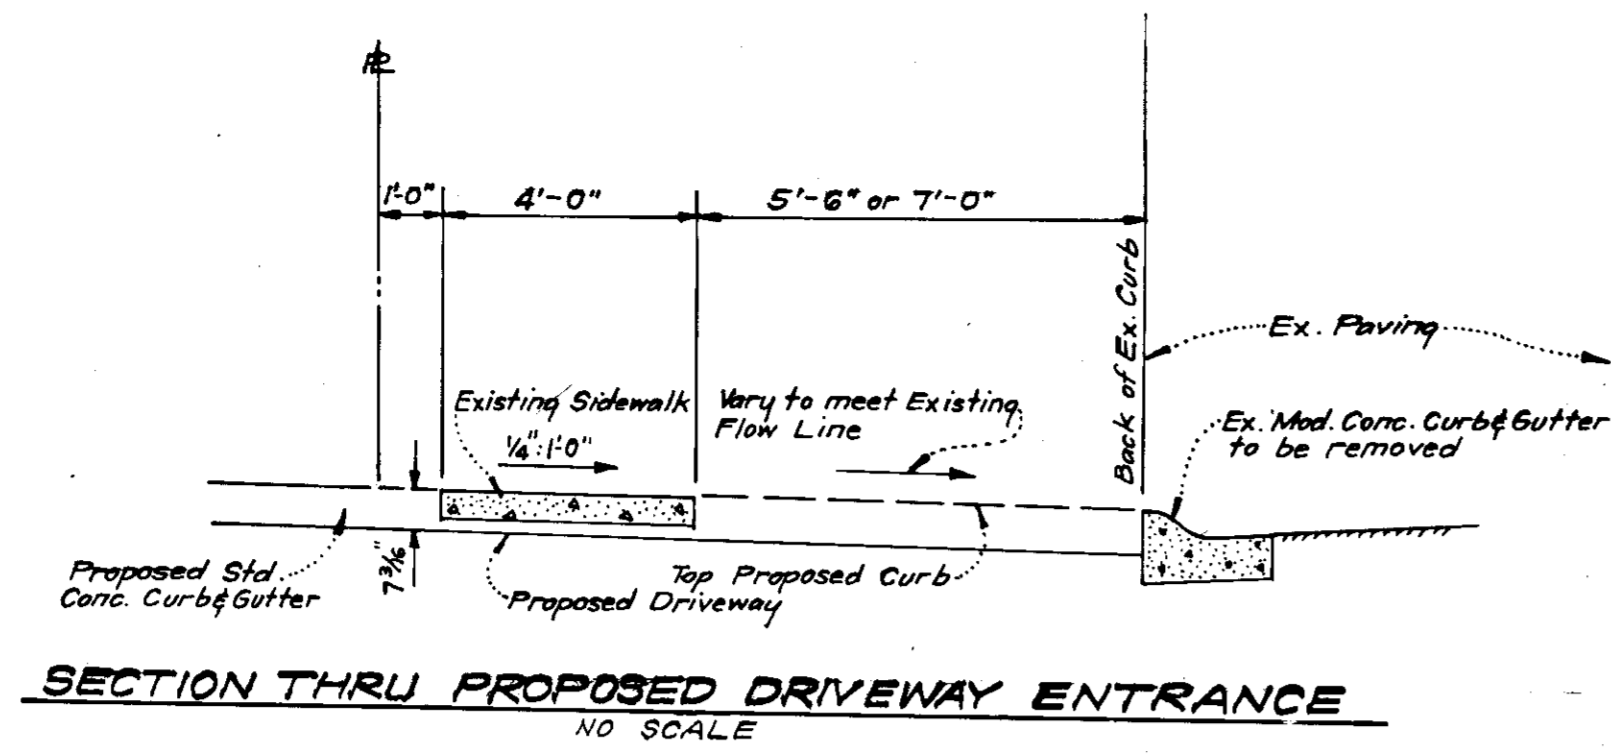 PL
1'-0" 4'-0" 5'-6" or 7'-0"
Back of Ex. Curb
Ex. Paving
Existing Sidewalk
1/4":1'-0"
Vary to meet Existing
Flow Line
Ex. Mod. Conc. Curb & Gutter
to be removed
7 3/16"
Proposed Std.
Conc. Curb & Gutter
Top Proposed Curb
Proposed Driveway
SECTION THRU PROPOSED DRIVEWAY ENTRANCE
NO SCALE